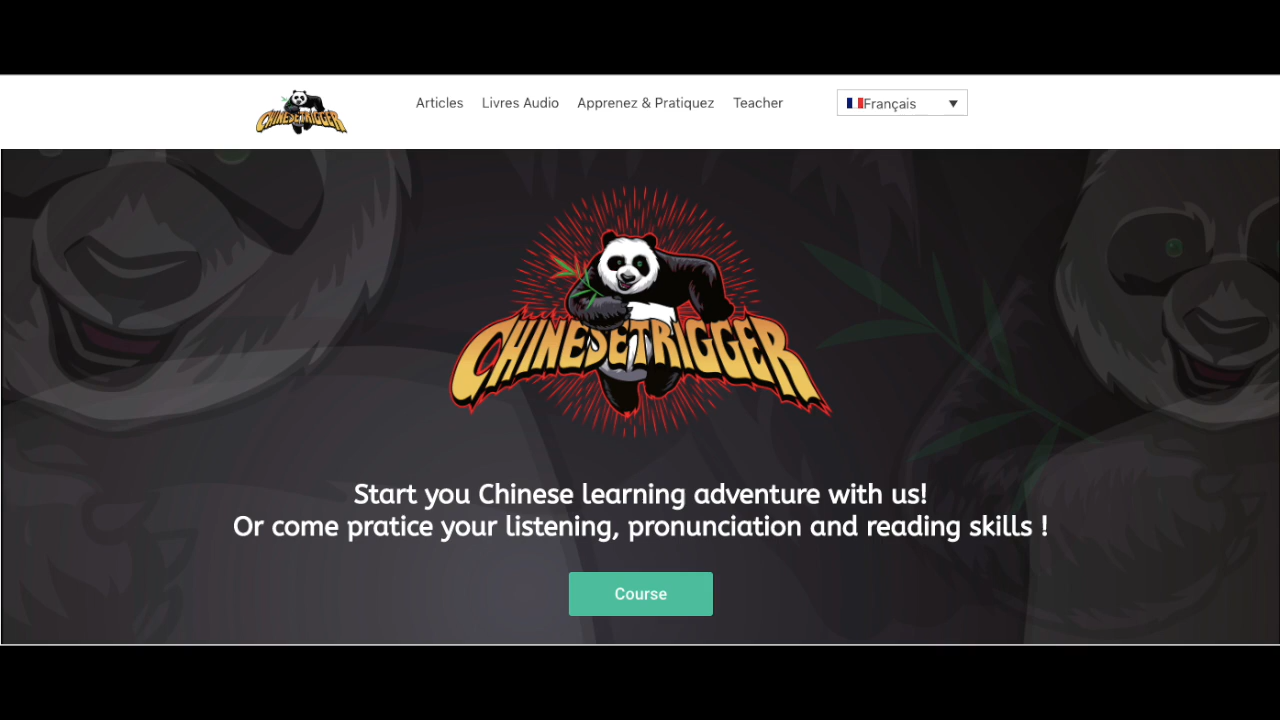 CHINESETRIGGER
Articles Livres Audio Apprenez & Pratiquez Teacher Français
CHINESETRIGGER
Start you Chinese learning adventure with us!
Or come pratice your listening, pronunciation and reading skills !
Course